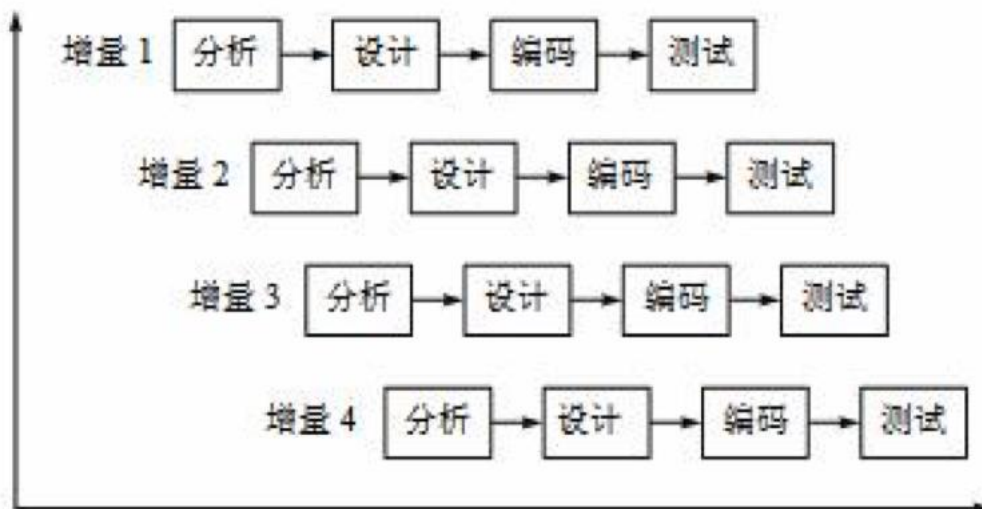 增量 1 分析 设计 编码 测试
增量 2 分析 设计 编码 测试
增量 3 分析 设计 编码 测试
增量 4 分析 设计 编码 测试